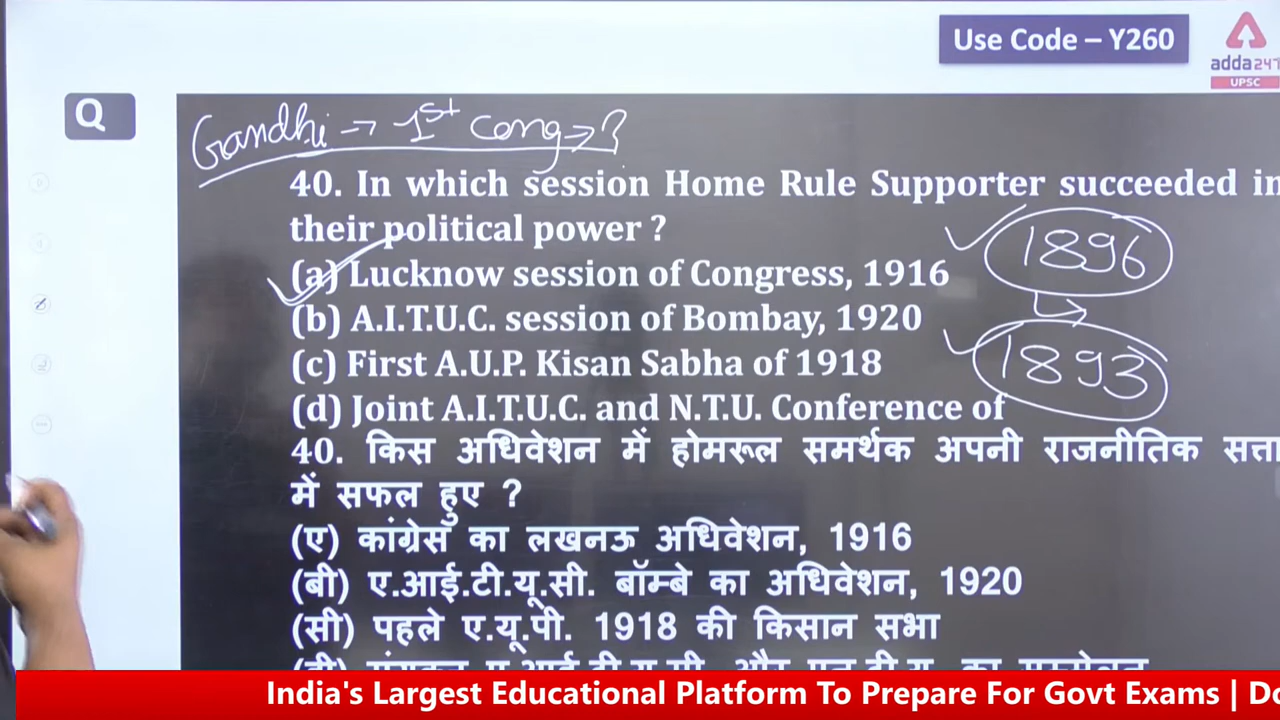 Use Code – Y260
adda247
UPSC
Q
Gandhi → 1st Cong → ?
40. In which session Home Rule Supporter succeeded in
their political power ?
(a) Lucknow session of Congress, 1916
1896
(b) A.I.T.U.C. session of Bombay, 1920
(c) First A.U.P. Kisan Sabha of 1918
1893
(d) Joint A.I.T.U.C. and N.T.U. Conference of
40. किस अधिवेशन में होमरूल समर्थक अपनी राजनीतिक सत्ता
में सफल हुए ?
(ए) कांग्रेस का लखनऊ अधिवेशन, 1916
(बी) ए.आई.टी.यू.सी. बॉम्बे का अधिवेशन, 1920
(सी) पहले ए.यू.पी. 1918 की किसान सभा
India's Largest Educational Platform To Prepare For Govt Exams |